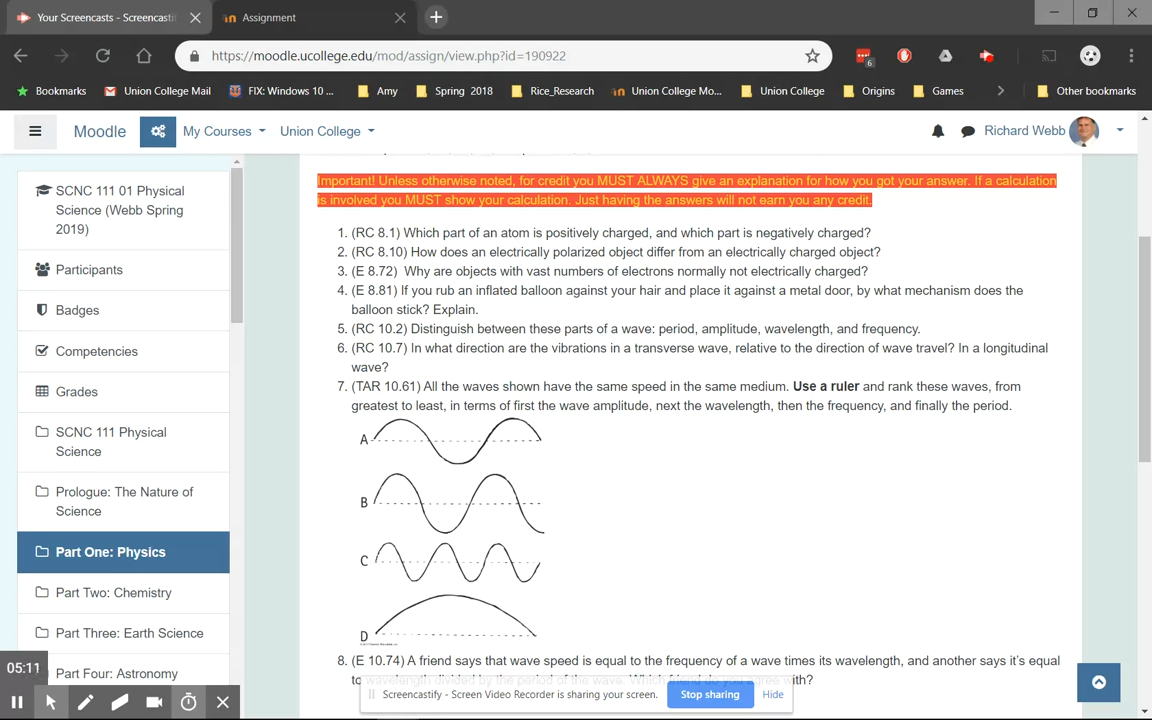 Your Screencasts - Screencasti
Assignment
https://moodle.ucollege.edu/mod/assign/view.php?id=190922
6
Bookmarks
Union College Mail
FIX: Windows 10 ...
Amy
Spring 2018
Rice_Research
Union College Mo...
Union College
Origins
Games
Other bookmarks
Moodle
My Courses
Union College
Richard Webb
SCNC 111 01 Physical
Science (Webb Spring
2019)
Participants
Badges
Competencies
Grades
SCNC 111 Physical
Science
Prologue: The Nature of
Science
Part One: Physics
Part Two: Chemistry
Part Three: Earth Science
Part Four: Astronomy
Important! Unless otherwise noted, for credit you MUST ALWAYS give an explanation for how you got your answer. If a calculation
is involved you MUST show your calculation. Just having the answers will not earn you any credit.
1. (RC 8.1) Which part of an atom is positively charged, and which part is negatively charged?
2. (RC 8.10) How does an electrically polarized object differ from an electrically charged object?
3. (E 8.72) Why are objects with vast numbers of electrons normally not electrically charged?
4. (E 8.81) If you rub an inflated balloon against your hair and place it against a metal door, by what mechanism does the
balloon stick? Explain.
5. (RC 10.2) Distinguish between these parts of a wave: period, amplitude, wavelength, and frequency.
6. (RC 10.7) In what direction are the vibrations in a transverse wave, relative to the direction of wave travel? In a longitudinal
wave?
7. (TAR 10.61) All the waves shown have the same speed in the same medium. Use a ruler and rank these waves, from
greatest to least, in terms of first the wave amplitude, next the wavelength, then the frequency, and finally the period.
A
B
C
D
8. (E 10.74) A friend says that wave speed is equal to the frequency of a wave times its wavelength, and another says it's equal
to wavelength divided by the period of the wave. Which friend do you agree with?
05:11
Screencastify - Screen Video Recorder is sharing your screen.
Stop sharing
Hide